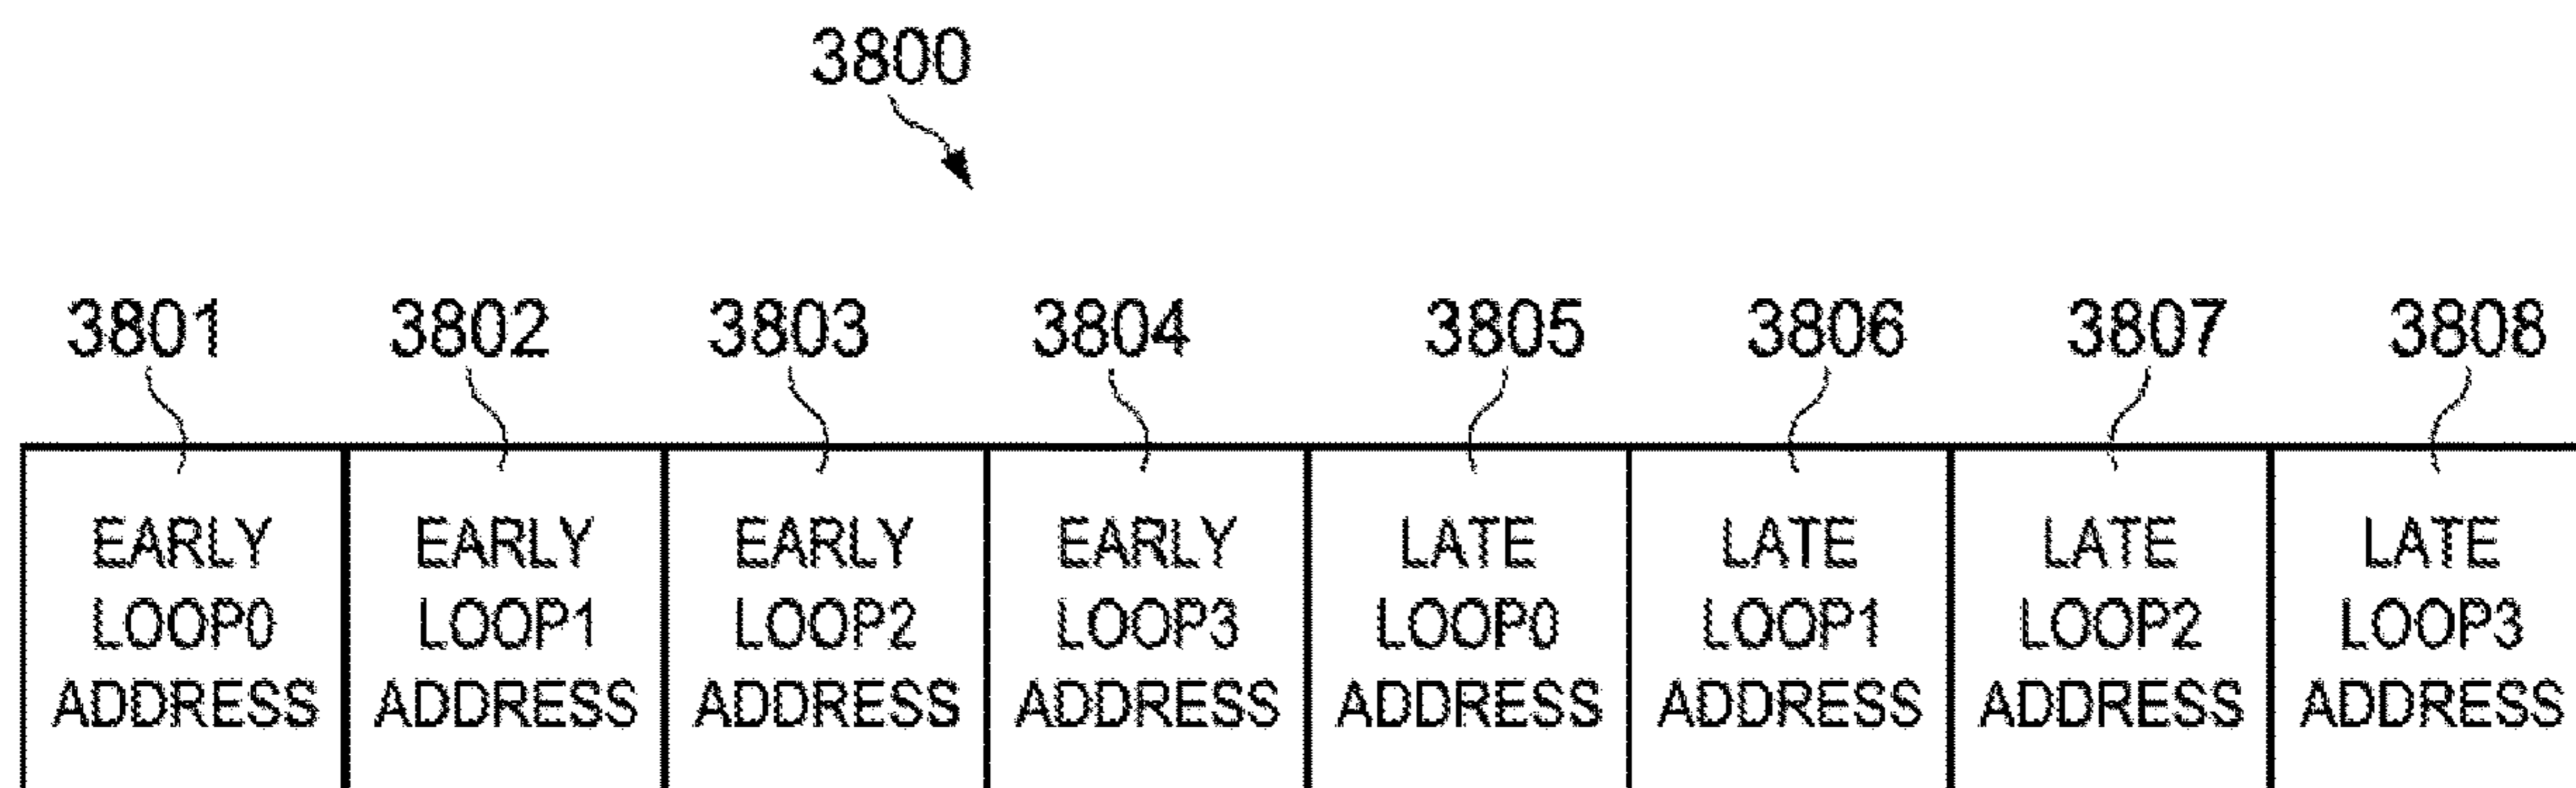 3800
3801 3802 3803 3804 3805 3806 3807 3808
EARLY EARLY EARLY EARLY LATE LATE LATE LATE
LOOP0 LOOP1 LOOP2 LOOP3 LOOP0 LOOP1 LOOP2 LOOP3
ADDRESS ADDRESS ADDRESS ADDRESS ADDRESS ADDRESS ADDRESS ADDRESS